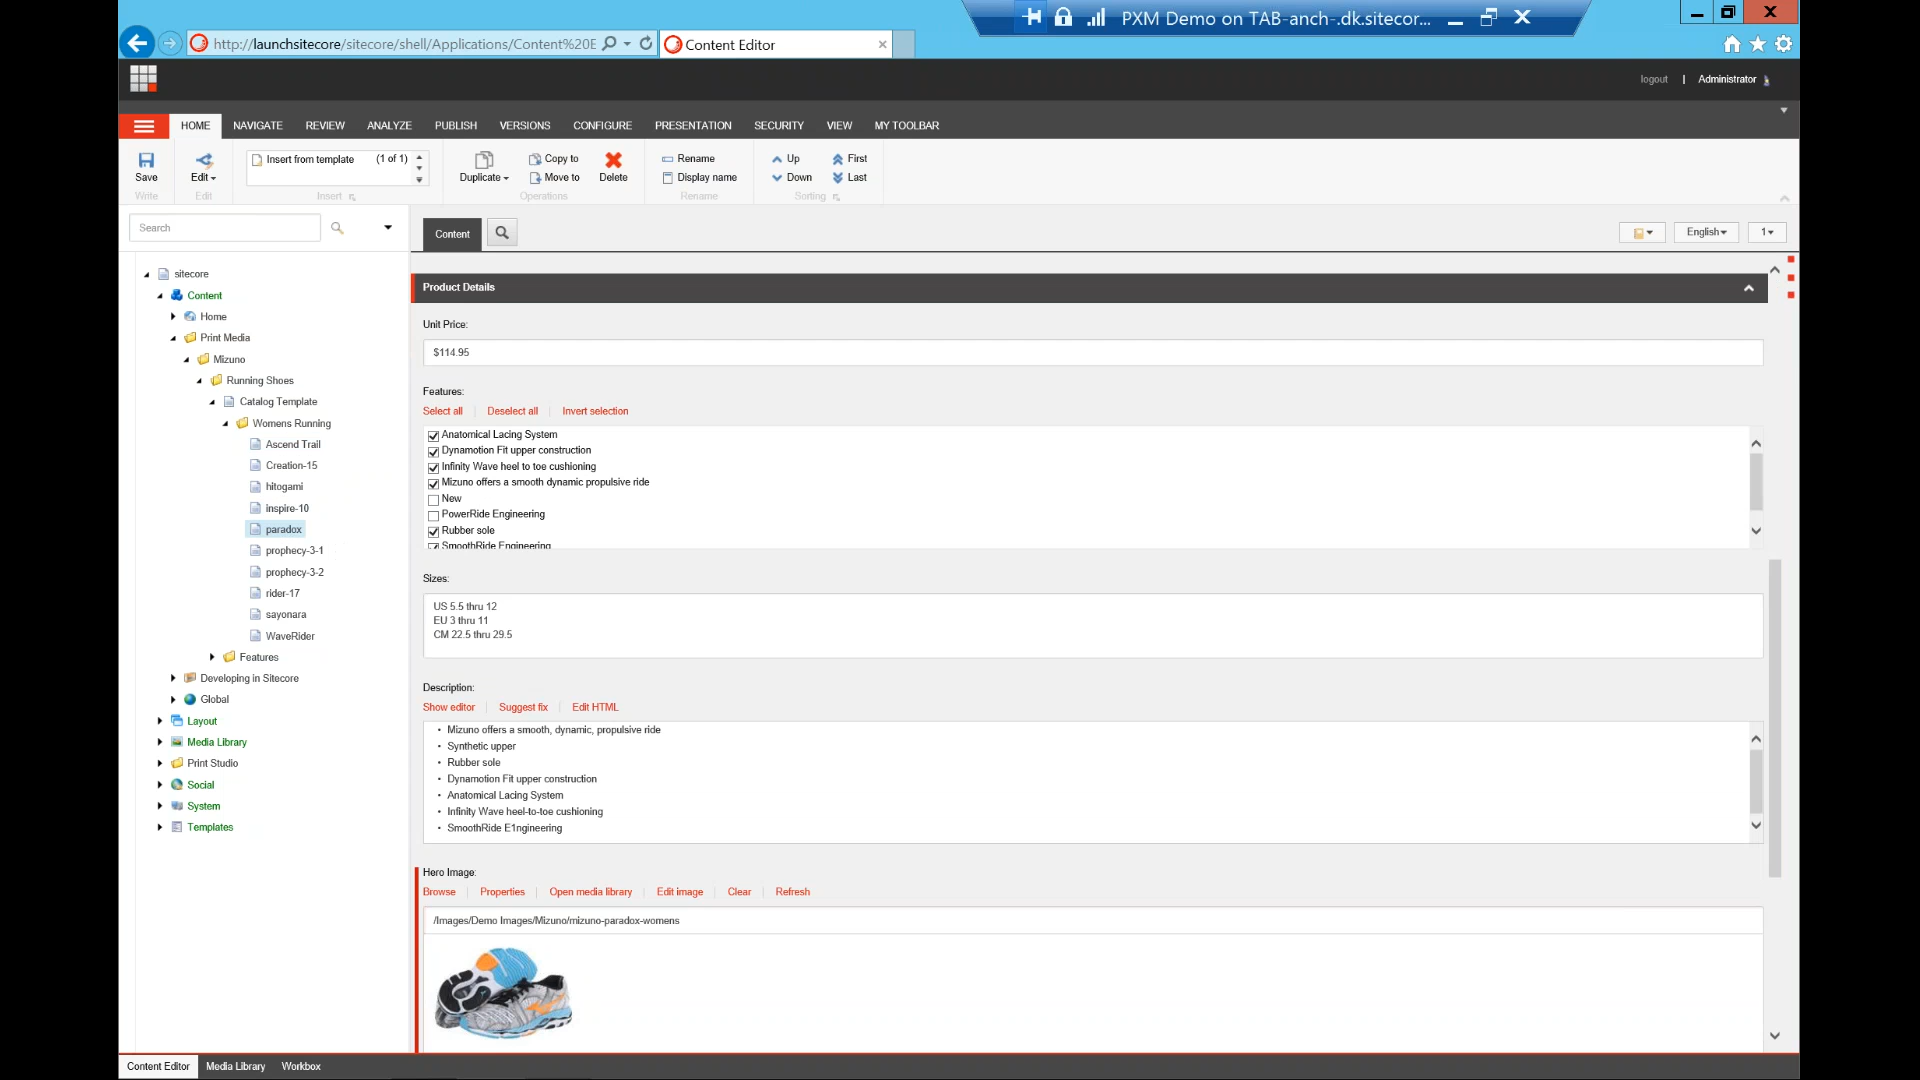 PXM Demo on TAB-anch-.dk.sitecor...
http://launchsitecore/sitecore/shell/Applications/Content%20E
Content Editor
logout | Administrator
HOME NAVIGATE REVIEW ANALYZE PUBLISH VERSIONS CONFIGURE PRESENTATION SECURITY VIEW MY TOOLBAR
Insert from template (1 of 1)
Copy to
Rename
Up
First
Save
Edit
Duplicate
Move to
Delete
Display name
Down
Last
Write
Edit
Insert
Operations
Rename
Sorting
Search
Content
English
1
sitecore
Content
Home
Print Media
Mizuno
Running Shoes
Catalog Template
Womens Running
Ascend Trail
Creation-15
hitogami
inspire-10
paradox
prophecy-3-1
prophecy-3-2
rider-17
sayonara
WaveRider
Features
Developing in Sitecore
Global
Layout
Media Library
Print Studio
Social
System
Templates
Product Details
Unit Price:
$114.95
Features:
Select all Deselect all Invert selection
Anatomical Lacing System
Dynamotion Fit upper construction
Infinity Wave heel to toe cushioning
Mizuno offers a smooth dynamic propulsive ride
New
PowerRide Engineering
Rubber sole
SmoothRide Engineering
Sizes:
US 5.5 thru 12
EU 3 thru 11
CM 22.5 thru 29.5
Description:
Show editor Suggest fix Edit HTML
• Mizuno offers a smooth, dynamic, propulsive ride
• Synthetic upper
• Rubber sole
• Dynamotion Fit upper construction
• Anatomical Lacing System
• Infinity Wave heel-to-toe cushioning
• SmoothRide E1ngineering
Hero Image:
Browse Properties Open media library Edit image Clear Refresh
/Images/Demo Images/Mizuno/mizuno-paradox-womens
Content Editor Media Library Workbox